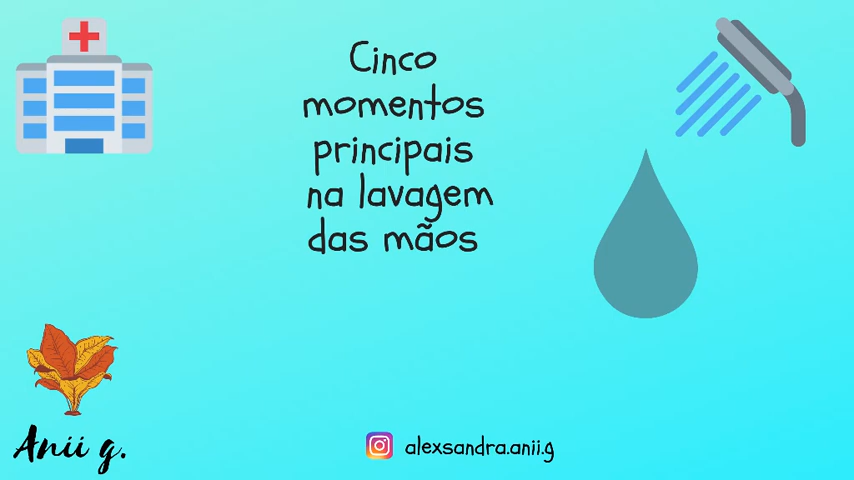 Cinco
momentos
principais
na lavagem
das mãos
Anii g.
alexsandra.anii.g